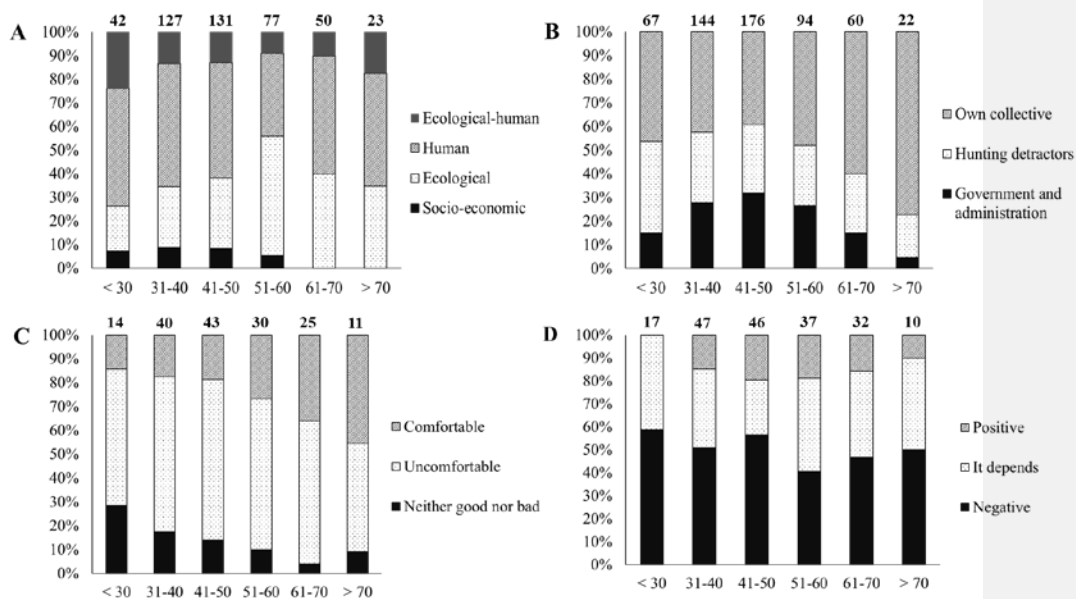 A
42 127 131 77 50 23
100%
90%
80%
70%
60%
50%
40%
30%
20%
10%
0%
< 30 31-40 41-50 51-60 61-70 > 70
Ecological-human
Human
Ecological
Socio-economic
B
67 144 176 94 60 22
100%
90%
80%
70%
60%
50%
40%
30%
20%
10%
0%
< 30 31-40 41-50 51-60 61-70 > 70
Own collective
Hunting detractors
Government and
administration
C
14 40 43 30 25 11
100%
90%
80%
70%
60%
50%
40%
30%
20%
10%
0%
< 30 31-40 41-50 51-60 61-70 > 70
Comfortable
Uncomfortable
Neither good nor bad
D
17 47 46 37 32 10
100%
90%
80%
70%
60%
50%
40%
30%
20%
10%
0%
< 30 31-40 41-50 51-60 61-70 > 70
Positive
It depends
Negative